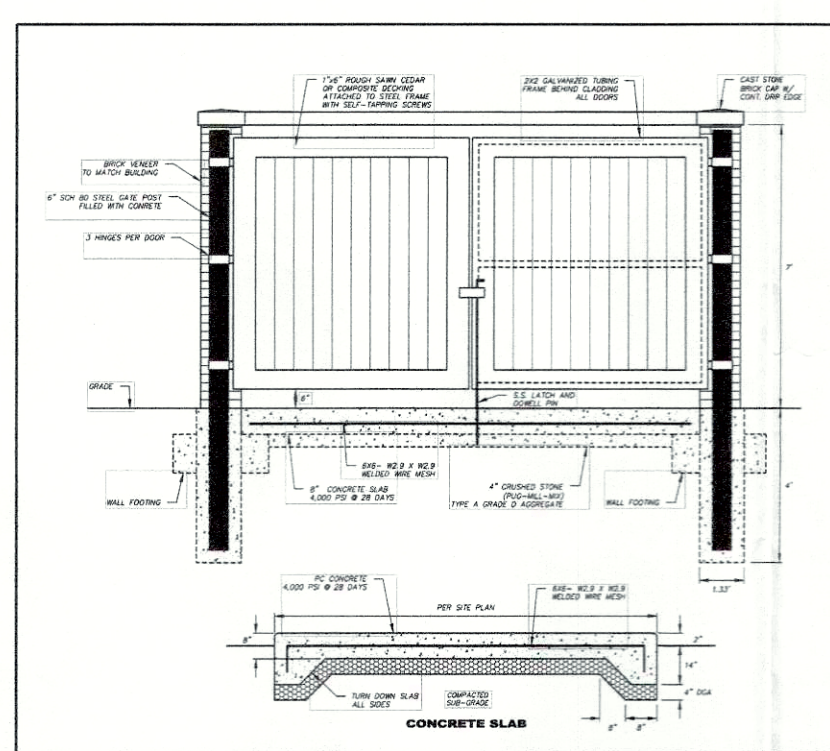 1"x6" ROUGH SAWN CEDAR
OR COMPOSITE DECKING
ATTACHED TO STEEL FRAME
WITH SELF-TAPPING SCREWS
2X2 GALVANIZED TUBING
FRAME BEHIND CLADDING
ALL DOORS
CAST STONE
BRICK CAP W/
CONT. DRIP EDGE
BRICK VENEER
TO MATCH BUILDING
6" SCH 80 STEEL GATE POST
FILLED WITH CONRETE
3 HINGES PER DOOR
7'
GRADE
6"
S.S. LATCH AND
DOWELL PIN
6X6- W2.9 X W2.9
WELDED WIRE MESH
WALL FOOTING
8" CONCRETE SLAB
4,000 PSI @ 28 DAYS
4" CRUSHED STONE
(PUG-MILL-MIX)
TYPE A GRADE D AGGREGATE
WALL FOOTING
4'
1.33'
PC CONCRETE
4,000 PSI @ 28 DAYS
PER SITE PLAN
6X6- W2.9 X W2.9
WELDED WIRE MESH
8"
2"
14"
4" DGA
TURN DOWN SLAB
ALL SIDES
COMPACTED
SUB-GRADE
6"
8"
CONCRETE SLAB